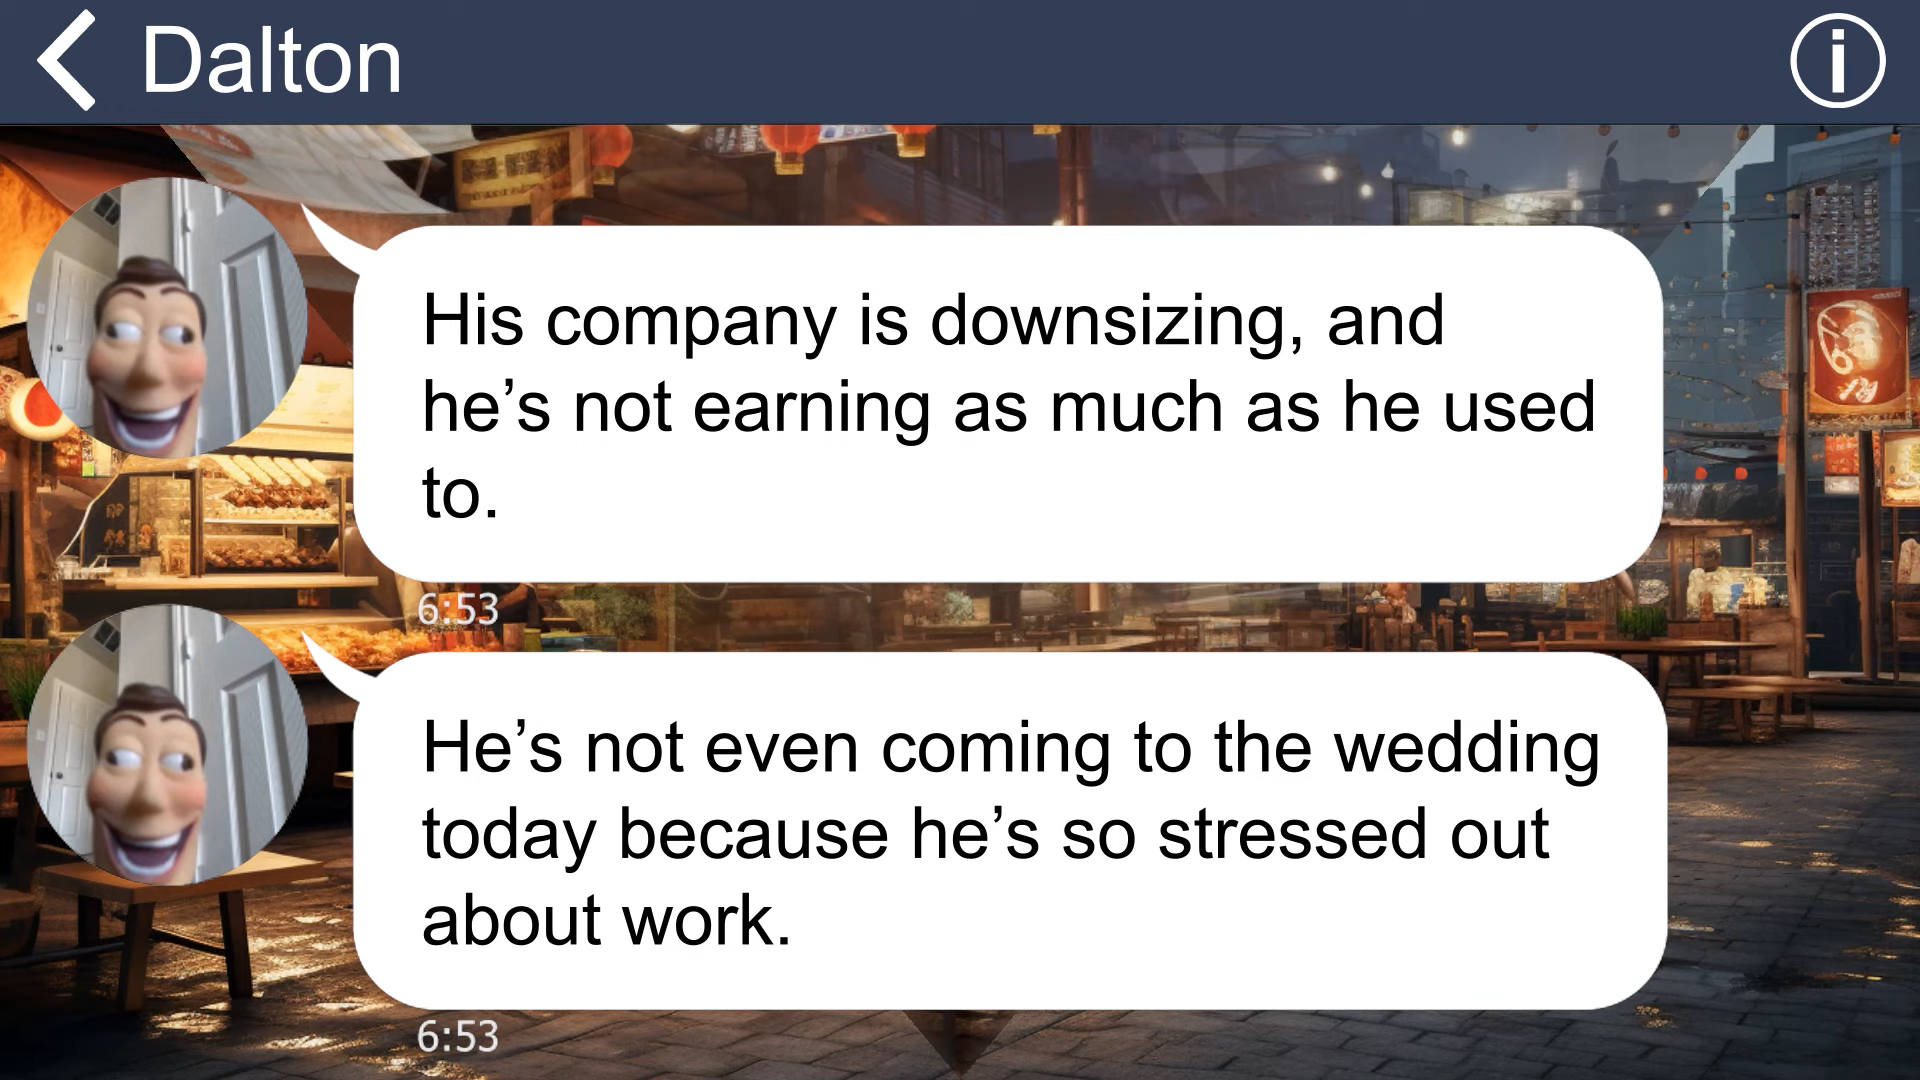 Dalton
His company is downsizing, and
he’s not earning as much as he used
to.
6:53
He’s not even coming to the wedding
today because he’s so stressed out
about work.
6:53